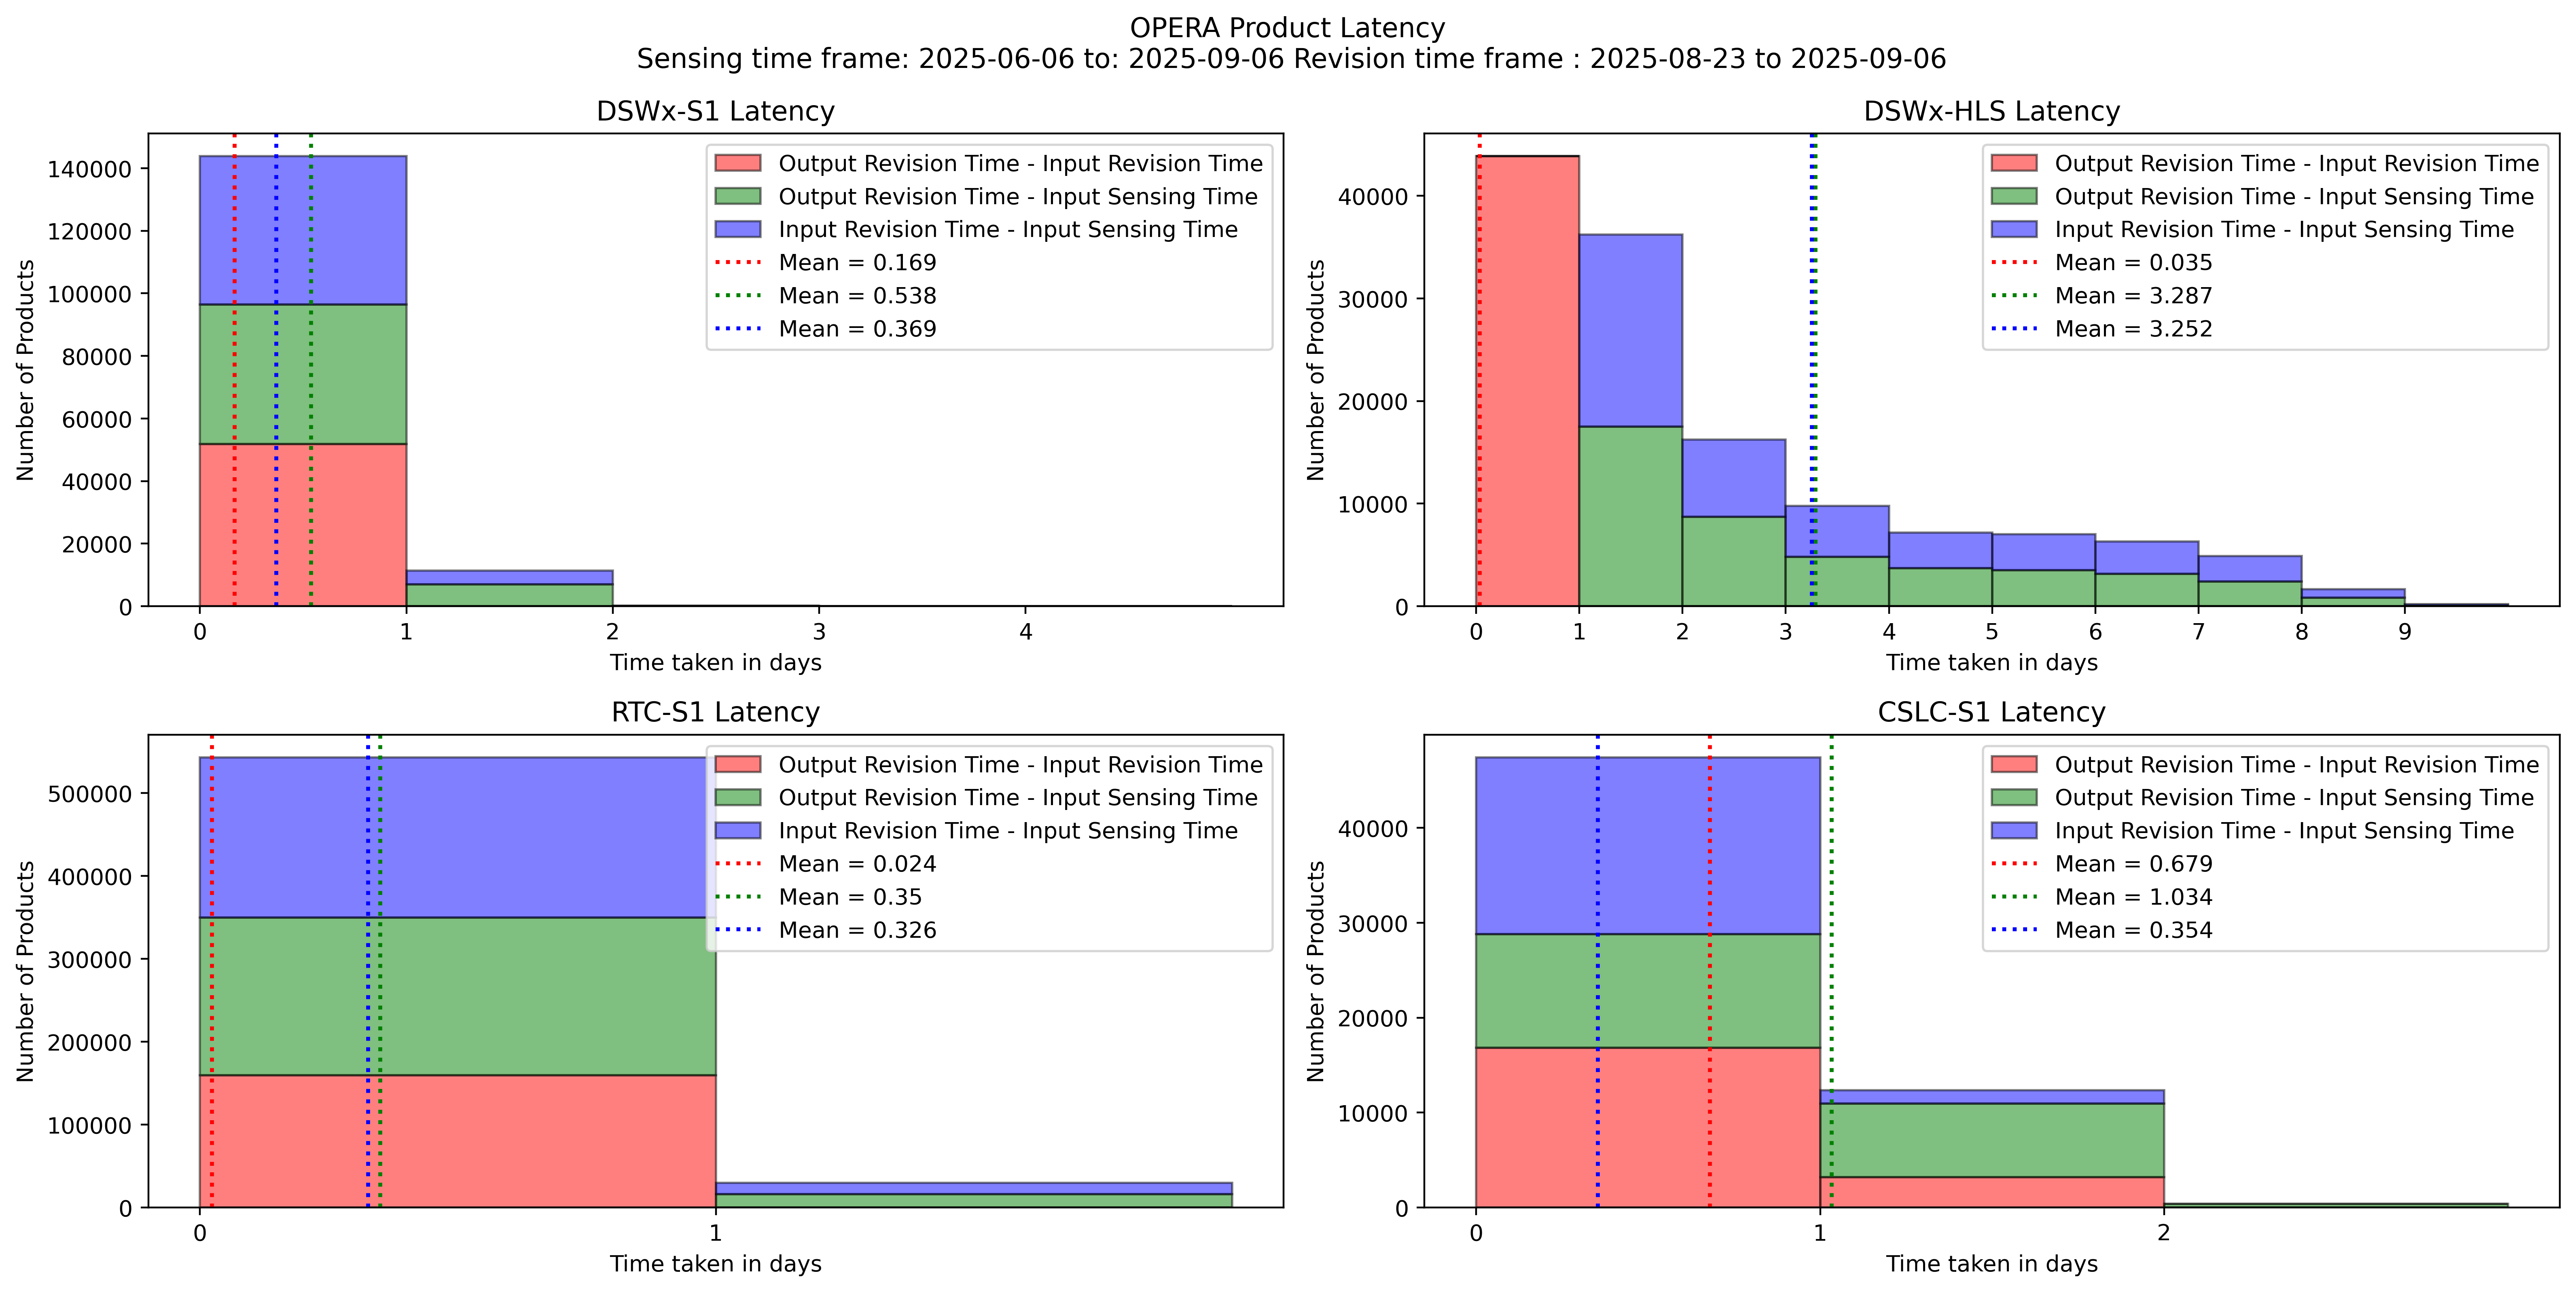 OPERA Product Latency
Sensing time frame: 2025-06-06 to: 2025-09-06 Revision time frame : 2025-08-23 to 2025-09-06
DSWx-S1 Latency
Number of Products
140000
120000
100000
80000
60000
40000
20000
0
Output Revision Time - Input Revision Time
Output Revision Time - Input Sensing Time
Input Revision Time - Input Sensing Time
Mean = 0.169
Mean = 0.538
Mean = 0.369
0 1 2 3 4
Time taken in days
DSWx-HLS Latency
Number of Products
40000
30000
20000
10000
0
Output Revision Time - Input Revision Time
Output Revision Time - Input Sensing Time
Input Revision Time - Input Sensing Time
Mean = 0.035
Mean = 3.287
Mean = 3.252
0 1 2 3 4 5 6 7 8 9
Time taken in days
RTC-S1 Latency
Number of Products
500000
400000
300000
200000
100000
0
Output Revision Time - Input Revision Time
Output Revision Time - Input Sensing Time
Input Revision Time - Input Sensing Time
Mean = 0.024
Mean = 0.35
Mean = 0.326
0 1
Time taken in days
CSLC-S1 Latency
Number of Products
40000
30000
20000
10000
0
Output Revision Time - Input Revision Time
Output Revision Time - Input Sensing Time
Input Revision Time - Input Sensing Time
Mean = 0.679
Mean = 1.034
Mean = 0.354
0 1 2
Time taken in days